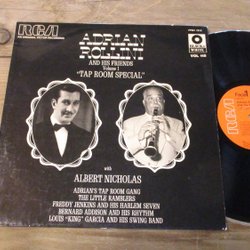 RCA
ADRIAN
ROLLINI
AND HIS FRIENDS
Volume 1
"TAP ROOM SPECIAL"
WHITE
with
ALBERT NICHOLAS
ADRIAN'S TAP ROOM GANG
THE LITTLE RAMBLERS
FREDDY JENKINS AND HIS HARLEM SEVEN
BERNARD ADDISON AND HIS RHYTHM
LOUIS "KING" GARCIA AND HIS SWING BAND